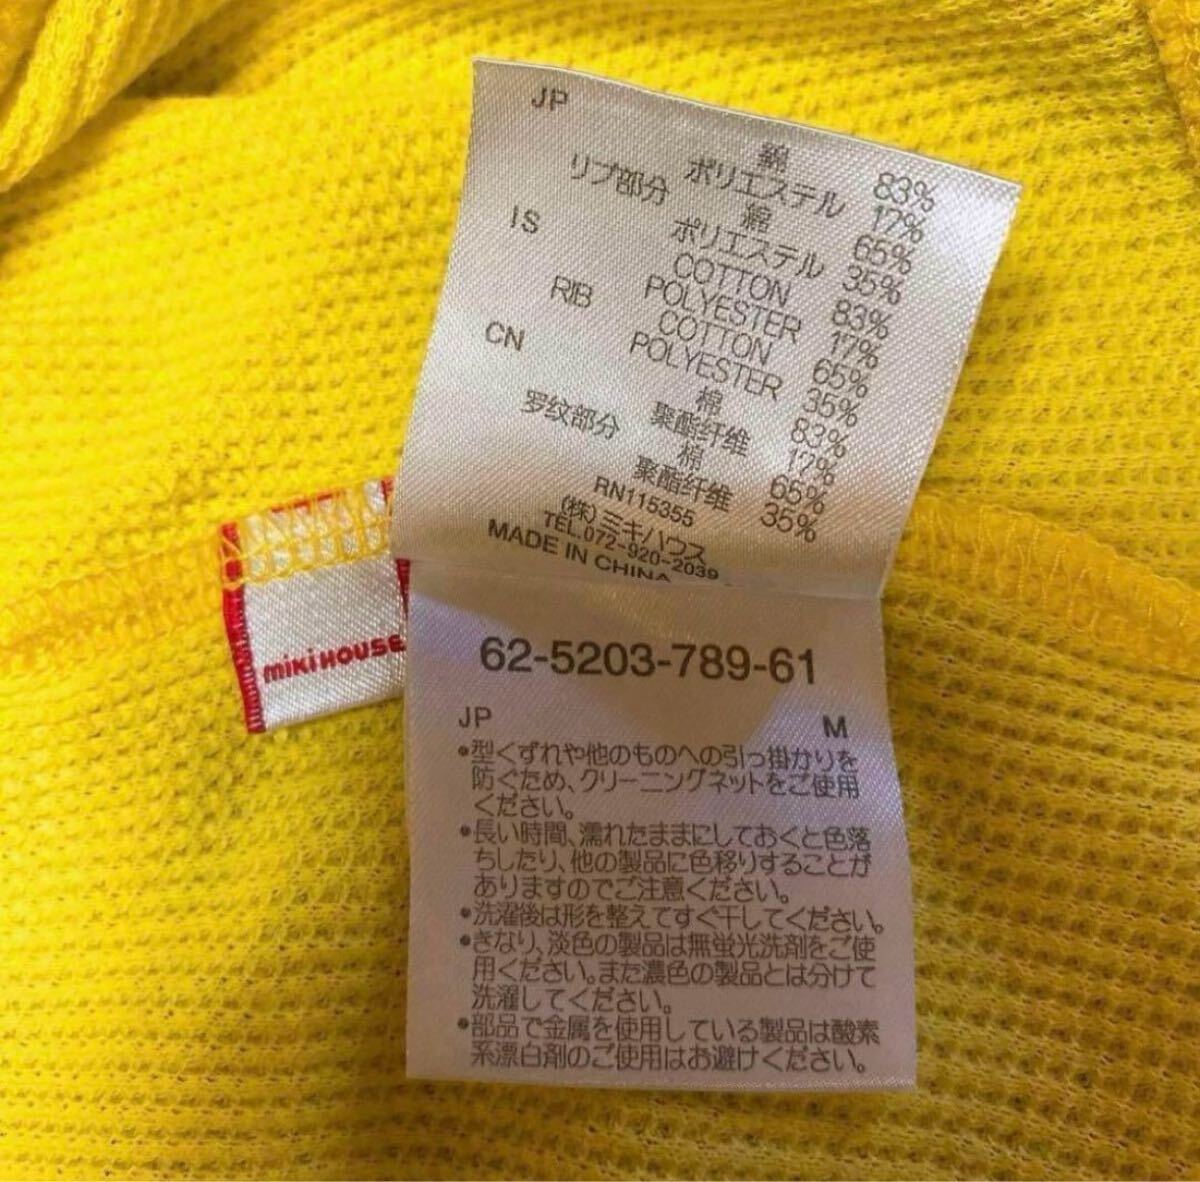 JP
綿 83%
ポリエステル 17%
リブ部分 綿 65%
ポリエステル 35%
IS COTTON 83%
POLYESTER 17%
RIB COTTON 65%
POLYESTER 35%
CN 棉 83%
聚酯纤维 17%
罗纹部分 棉 65%
聚酯纤维 35%
RN115355
(株)ミキハウス
TEL.072-920-2039
MADE IN CHINA
mikiHOUSE
62-5203-789-61
JP M
•型くずれや他のものへの引っ掛かりを
防ぐため、クリーニングネットをご使用
ください。
•長い時間、濡れたままにしておくと色落
ちしたり、他の製品に色移りすることが
ありますのでご注意ください。
•洗濯後は形を整えてすぐ干してください。
•きなり、淡色の製品は無蛍光洗剤をご使
用ください。また濃色の製品とは分けて
洗濯してください。
•部品で金属を使用している製品は酸素
系漂白剤のご使用はお避けください。